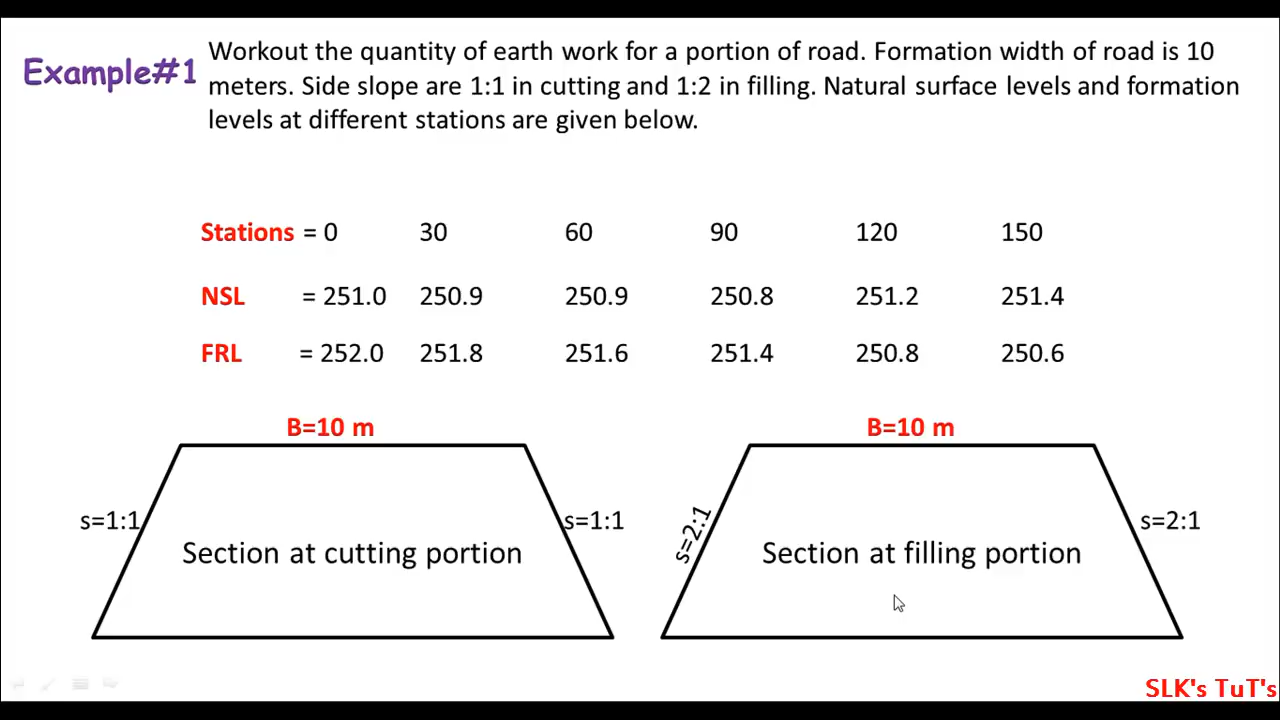 Example#1
Workout the quantity of earth work for a portion of road. Formation width of road is 10
meters. Side slope are 1:1 in cutting and 1:2 in filling. Natural surface levels and formation
levels at different stations are given below.
Stations = 0 30 60 90 120 150
NSL = 251.0 250.9 250.9 250.8 251.2 251.4
FRL = 252.0 251.8 251.6 251.4 250.8 250.6
B=10 m
s=1:1
s=1:1
Section at cutting portion
B=10 m
s=2:1
s=2:1
Section at filling portion
SLK's TuT's